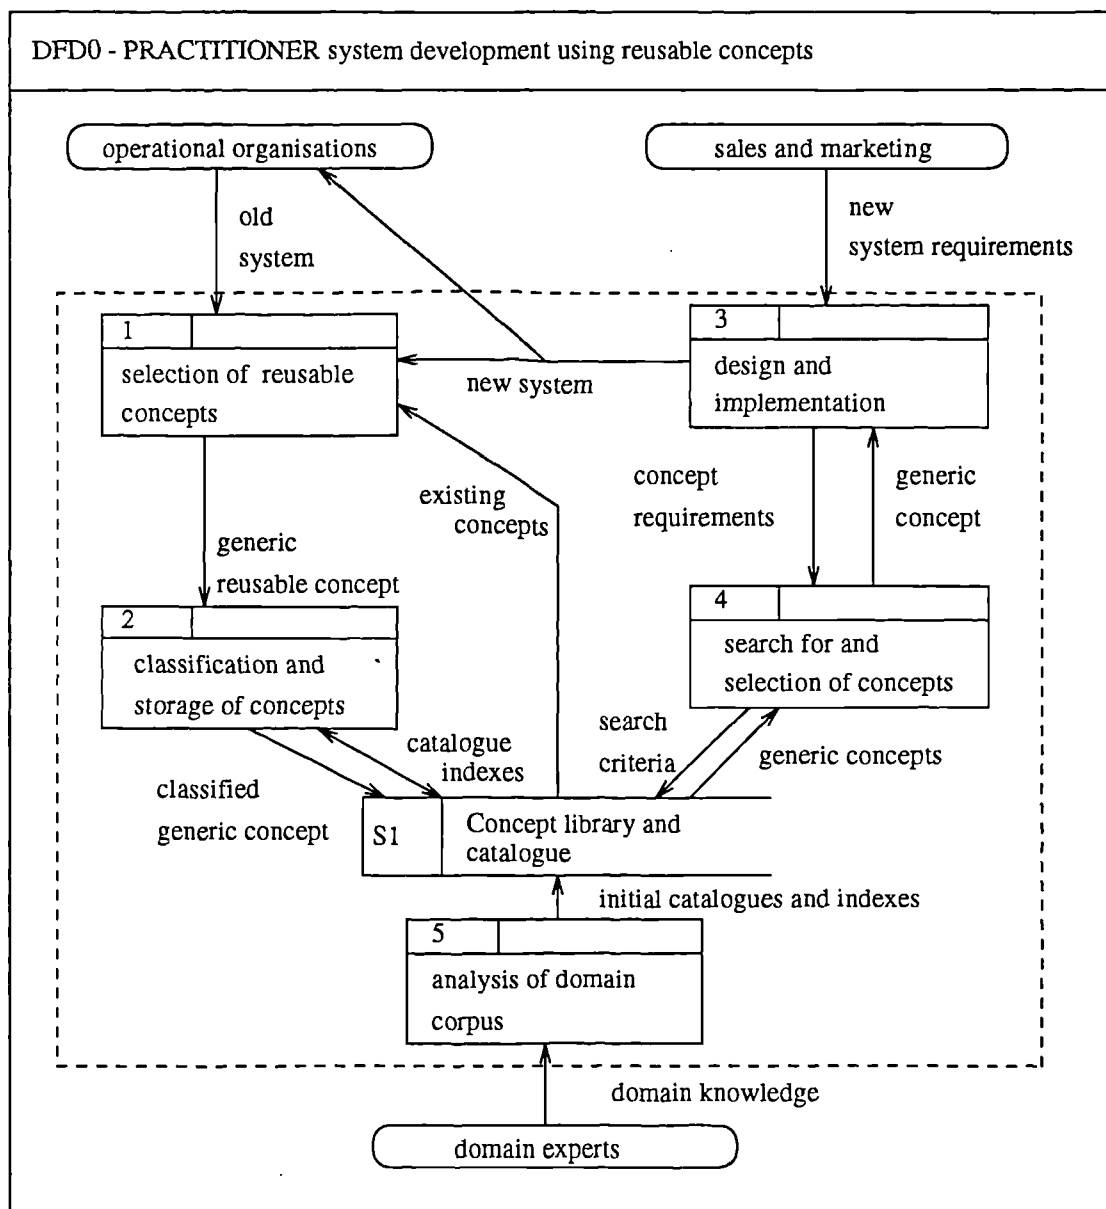 DFD0 - PRACTITIONER system development using reusable concepts
operational organisations
sales and marketing
old
system
new
system requirements
1
selection of reusable
concepts
new system
3
design and
implementation
existing
concepts
concept
requirements
generic
concept
generic
reusable concept
2
classification and
storage of concepts
4
search for and
selection of concepts
catalogue
indexes
search
criteria
generic concepts
classified
generic concept
S1
Concept library and
catalogue
initial catalogues and indexes
5
analysis of domain
corpus
domain knowledge
domain experts